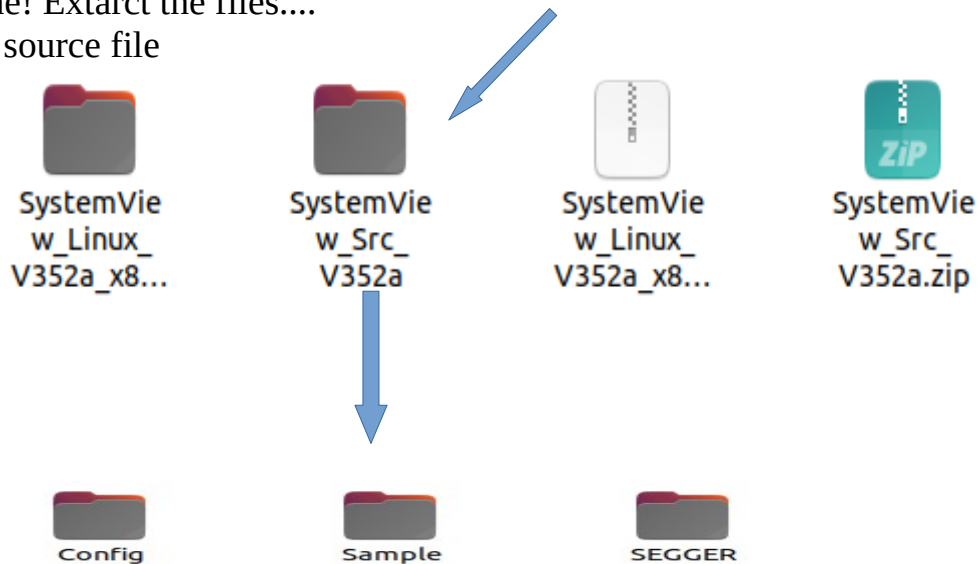 le! Extarct the files....
source file
SystemVie
w_Linux_
V352a_x8...
SystemVie
w_Src_
V352a
SystemVie
w_Linux_
V352a_x8...
ZiP
SystemVie
w_Src_
V352a.zip
Config
Sample
SEGGER